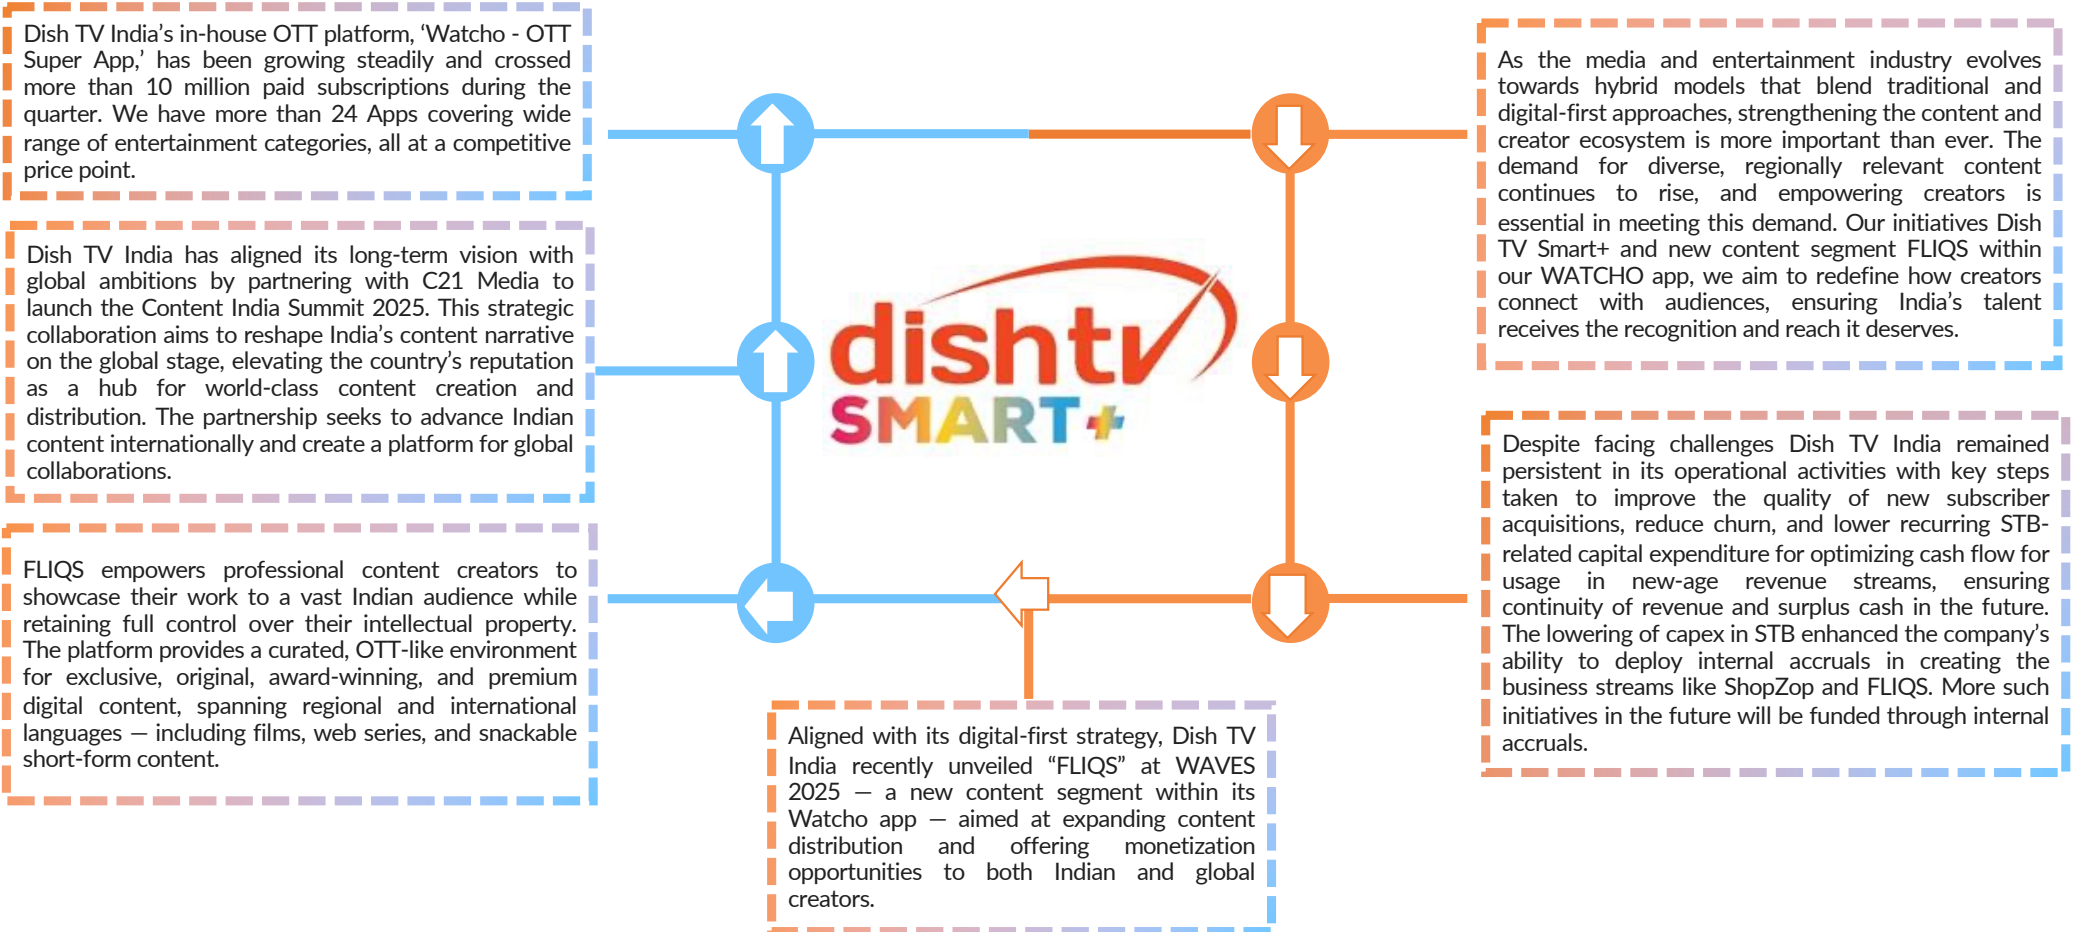 Dish TV India’s in-house OTT platform, ‘Watcho - OTT
Super App,’ has been growing steadily and crossed
more than 10 million paid subscriptions during the
quarter. We have more than 24 Apps covering wide
range of entertainment categories, all at a competitive
price point.
Dish TV India has aligned its long-term vision with
global ambitions by partnering with C21 Media to
launch the Content India Summit 2025. This strategic
collaboration aims to reshape India’s content narrative
on the global stage, elevating the country’s reputation
as a hub for world-class content creation and
distribution. The partnership seeks to advance Indian
content internationally and create a platform for global
collaborations.
FLIQS empowers professional content creators to
showcase their work to a vast Indian audience while
retaining full control over their intellectual property.
The platform provides a curated, OTT-like environment
for exclusive, original, award-winning, and premium
digital content, spanning regional and international
languages — including films, web series, and snackable
short-form content.
dishtv
SMART+
Aligned with its digital-first strategy, Dish TV
India recently unveiled “FLIQS” at WAVES
2025 — a new content segment within its
Watcho app — aimed at expanding content
distribution and offering monetization
opportunities to both Indian and global
creators.
As the media and entertainment industry evolves
towards hybrid models that blend traditional and
digital-first approaches, strengthening the content and
creator ecosystem is more important than ever. The
demand for diverse, regionally relevant content
continues to rise, and empowering creators is
essential in meeting this demand. Our initiatives Dish
TV Smart+ and new content segment FLIQS within
our WATCHO app, we aim to redefine how creators
connect with audiences, ensuring India’s talent
receives the recognition and reach it deserves.
Despite facing challenges Dish TV India remained
persistent in its operational activities with key steps
taken to improve the quality of new subscriber
acquisitions, reduce churn, and lower recurring STB-
related capital expenditure for optimizing cash flow for
usage in new-age revenue streams, ensuring
continuity of revenue and surplus cash in the future.
The lowering of capex in STB enhanced the company’s
ability to deploy internal accruals in creating the
business streams like ShopZop and FLIQS. More such
initiatives in the future will be funded through internal
accruals.